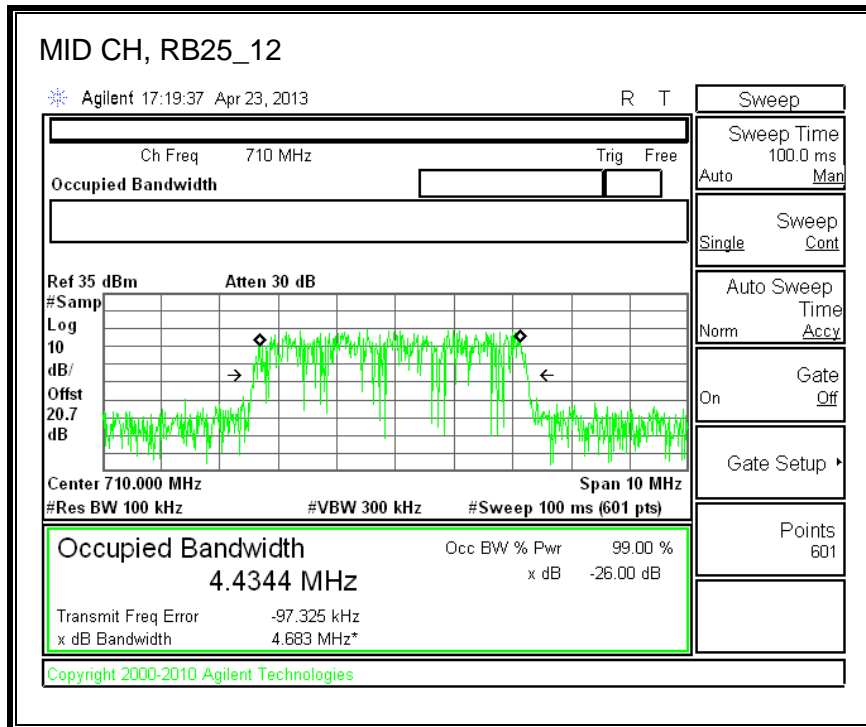 MID CH, RB25_12
Agilent 17:19:37 Apr 23, 2013 R T
Ch Freq 710 MHz Trig Free
Occupied Bandwidth
Ref 35 dBm Atten 30 dB
#Samp
Log
10
dB/
Offst
20.7
dB
Center 710.000 MHz Span 10 MHz
#Res BW 100 kHz #VBW 300 kHz #Sweep 100 ms (601 pts)
Occupied Bandwidth Occ BW % Pwr 99.00 %
4.4344 MHz x dB -26.00 dB
Transmit Freq Error -97.325 kHz
x dB Bandwidth 4.683 MHz*
Copyright 2000-2010 Agilent Technologies
Sweep
Sweep Time
100.0 ms
Auto Man
Sweep
Single Cont
Auto Sweep
Time
Norm Accy
Gate
On Off
Gate Setup
Points
601